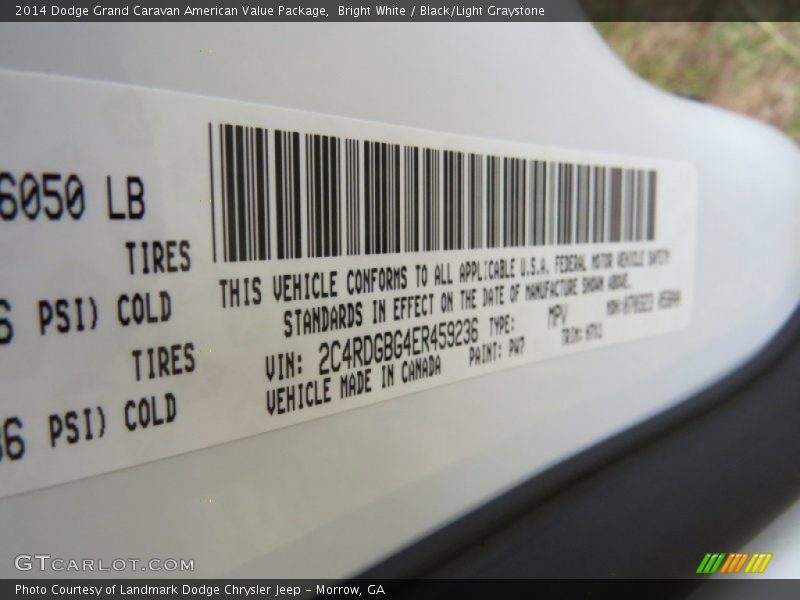 2014 Dodge Grand Caravan American Value Package,  Bright White / Black/Light Graystone
6050 LB
TIRES
6 PSI) COLD
TIRES
36 PSI) COLD
THIS VEHICLE CONFORMS TO ALL APPLICABLE U.S.A. FEDERAL MOTOR VEHICLE SAFETY
STANDARDS IN EFFECT ON THE DATE OF MANUFACTURE SHOWN ABOVE.
VIN: 2C4RDGBG4ER459236 TYPE: MPV
VEHICLE MADE IN CANADA PAINT: PW7 TRIM:
GTCARLOT.COM
Photo Courtesy of Landmark Dodge Chrysler Jeep – Morrow, GA